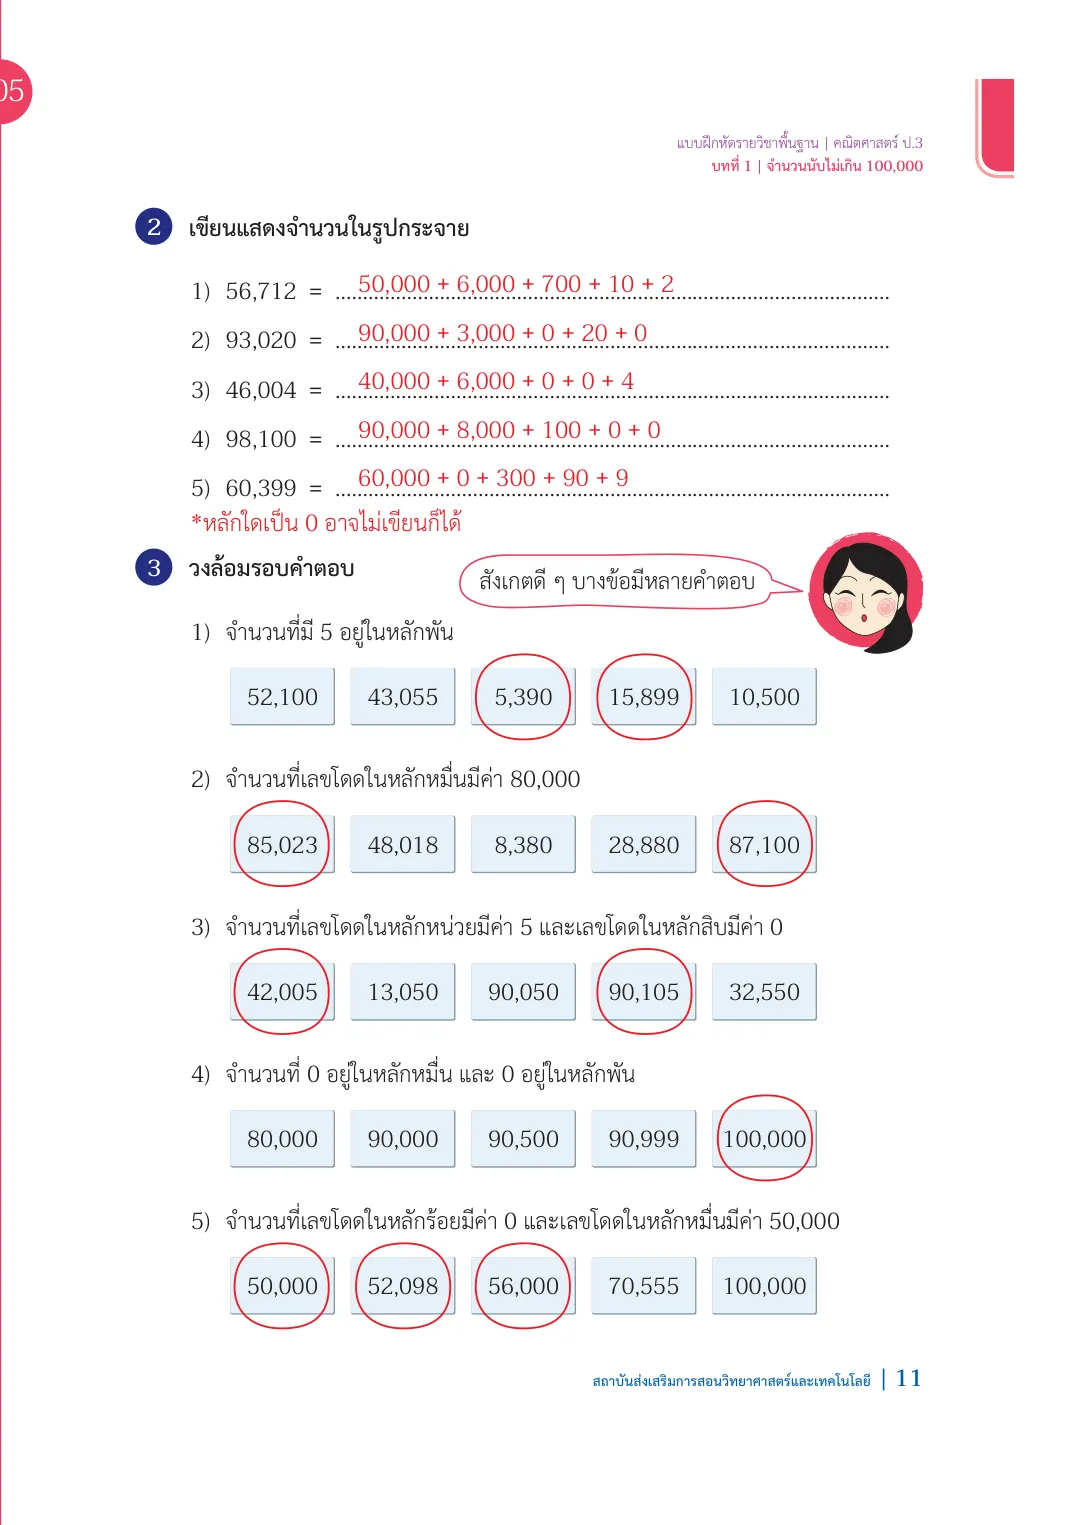 05
แบบฝึกหัดรายวิชาพื้นฐาน | คณิตศาสตร์ ป.3
บทที่ 1 | จำนวนนับไม่เกิน 100,000
2 เขียนแสดงจำนวนในรูปกระจาย
1) 56,712 = 50,000 + 6,000 + 700 + 10 + 2
2) 93,020 = 90,000 + 3,000 + 0 + 20 + 0
3) 46,004 = 40,000 + 6,000 + 0 + 0 + 4
4) 98,100 = 90,000 + 8,000 + 100 + 0 + 0
5) 60,399 = 60,000 + 0 + 300 + 90 + 9
*หลักใดเป็น 0 อาจไม่เขียนก็ได้
3 วงล้อมรอบคำตอบ
สังเกตดี ๆ บางข้อมีหลายคำตอบ
1) จำนวนที่มี 5 อยู่ในหลักพัน
52,100 43,055 5,390 15,899 10,500
2) จำนวนที่เลขโดดในหลักหมื่นมีค่า 80,000
85,023 48,018 8,380 28,880 87,100
3) จำนวนที่เลขโดดในหลักหน่วยมีค่า 5 และเลขโดดในหลักสิบมีค่า 0
42,005 13,050 90,050 90,105 32,550
4) จำนวนที่ 0 อยู่ในหลักหมื่น และ 0 อยู่ในหลักพัน
80,000 90,000 90,500 90,999 100,000
5) จำนวนที่เลขโดดในหลักร้อยมีค่า 0 และเลขโดดในหลักหมื่นมีค่า 50,000
50,000 52,098 56,000 70,555 100,000
สถาบันส่งเสริมการสอนวิทยาศาสตร์และเทคโนโลยี | 11